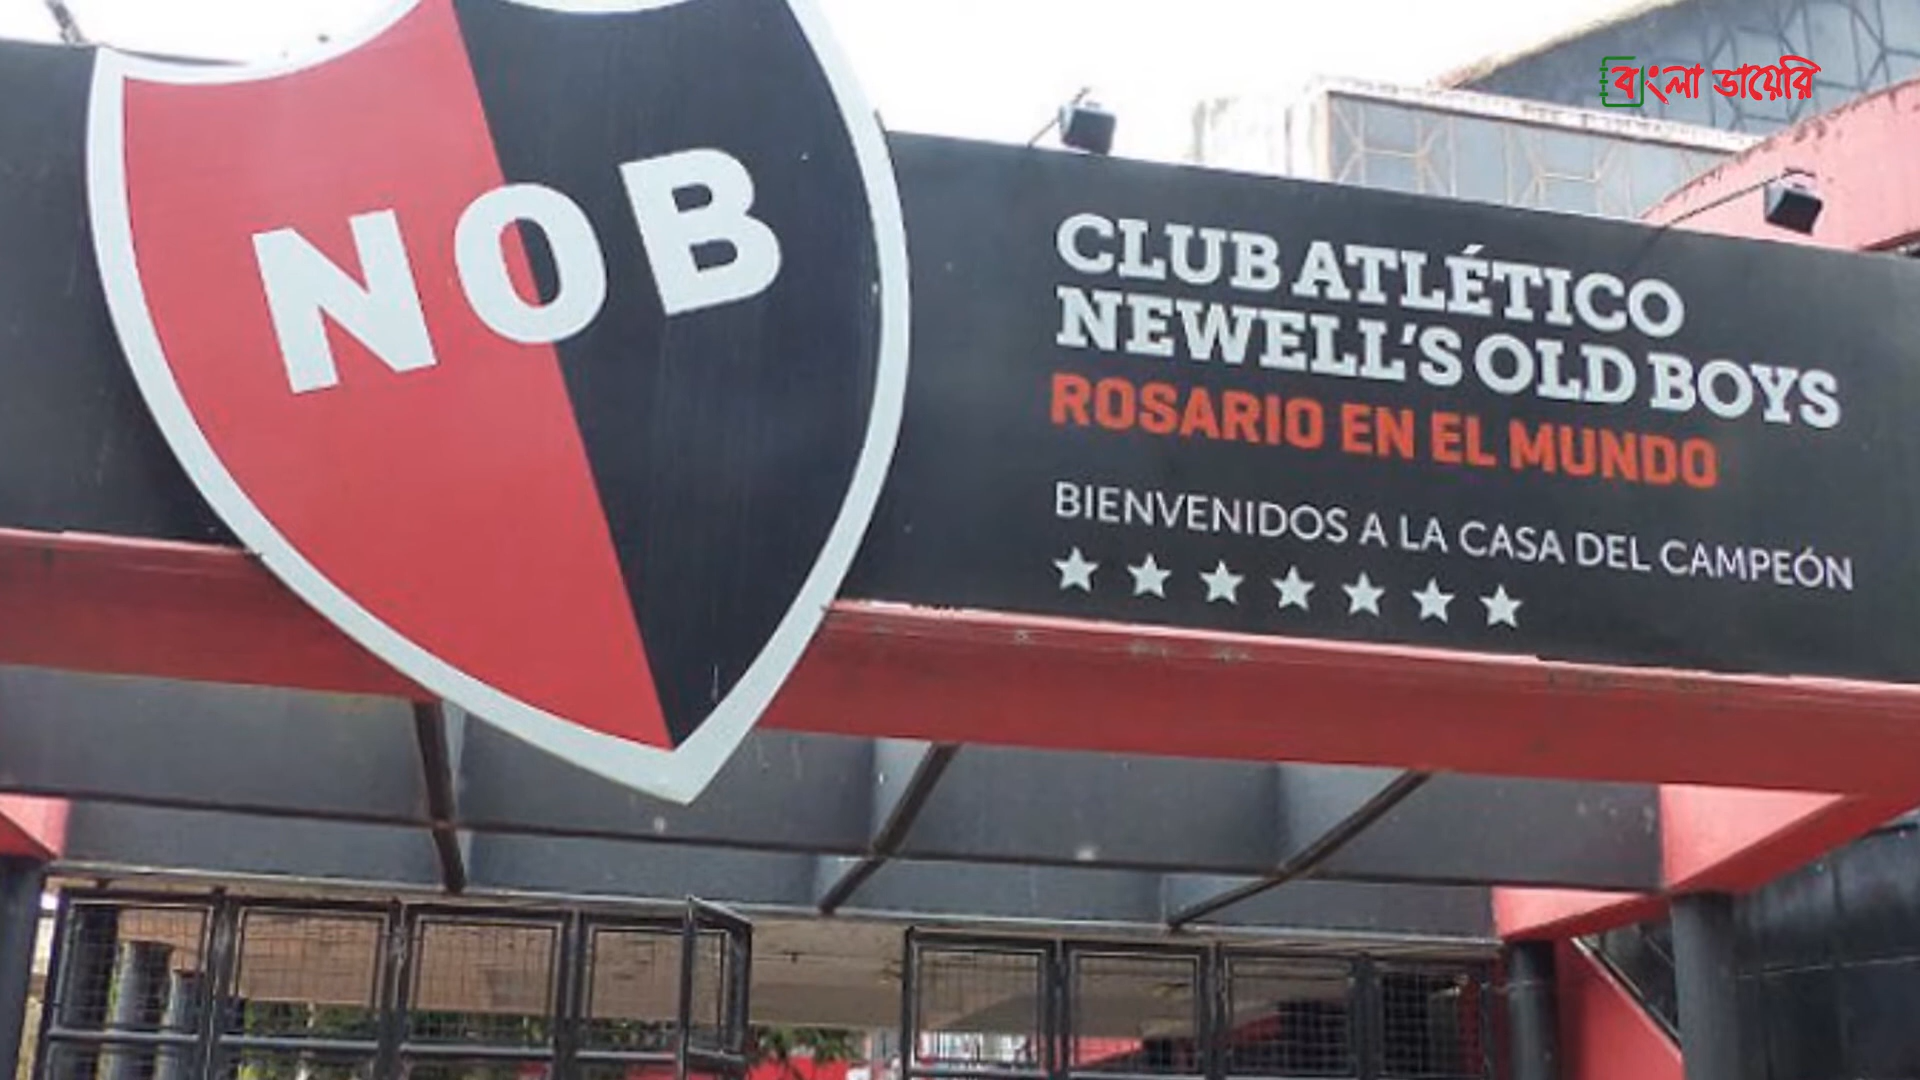 বাংলা ডায়েরি
NOB
CLUB ATLÉTICO
NEWELL'S OLD BOYS
ROSARIO EN EL MUNDO
BIENVENIDOS A LA CASA DEL CAMPEÓN